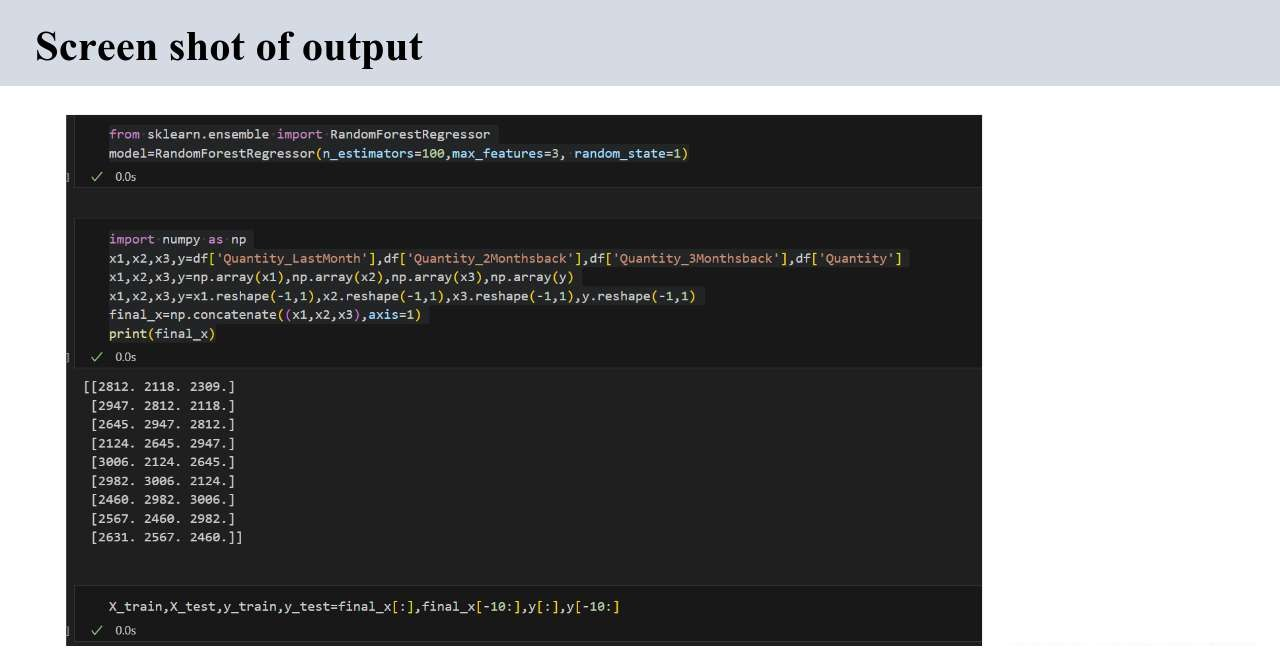 Screen shot of output
from sklearn.ensemble import RandomForestRegressor
model=RandomForestRegressor(n_estimators=100,max_features=3, random_state=1)
0.0s
import numpy as np
x1,x2,x3,y=df['Quantity_LastMonth'],df['Quantity_2Monthsback'],df['Quantity_3Monthsback'],df['Quantity']
x1,x2,x3,y=np.array(x1),np.array(x2),np.array(x3),np.array(y)
x1,x2,x3,y=x1.reshape(-1,1),x2.reshape(-1,1),x3.reshape(-1,1),y.reshape(-1,1)
final_x=np.concatenate((x1,x2,x3),axis=1)
print(final_x)
0.0s
[[2812. 2118. 2309.]
[2947. 2812. 2118.]
[2645. 2947. 2812.]
[2124. 2645. 2947.]
[3006. 2124. 2645.]
[2982. 3006. 2124.]
[2460. 2982. 3006.]
[2567. 2460. 2982.]
[2631. 2567. 2460.]]
X_train,X_test,y_train,y_test=final_x[:],final_x[-10:],y[:],y[-10:]
0.0s